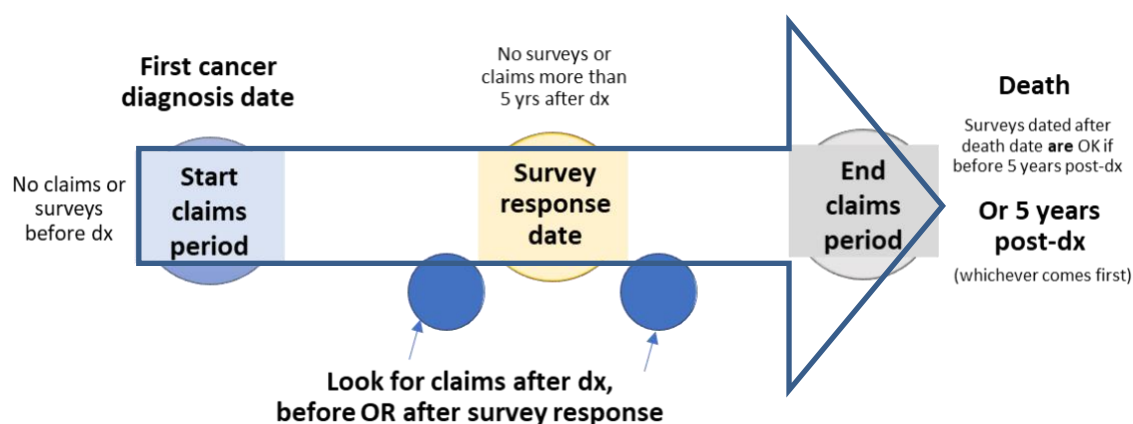 First cancer
diagnosis date
No claims or
surveys
before dx
Start
claims
period
No surveys or
claims more than
5 yrs after dx
Survey
response
date
Look for claims after dx,
before OR after survey response
End
claims
period
Death
Surveys dated after
death date are OK if
before 5 years post-dx
Or 5 years
post-dx
(whichever comes first)